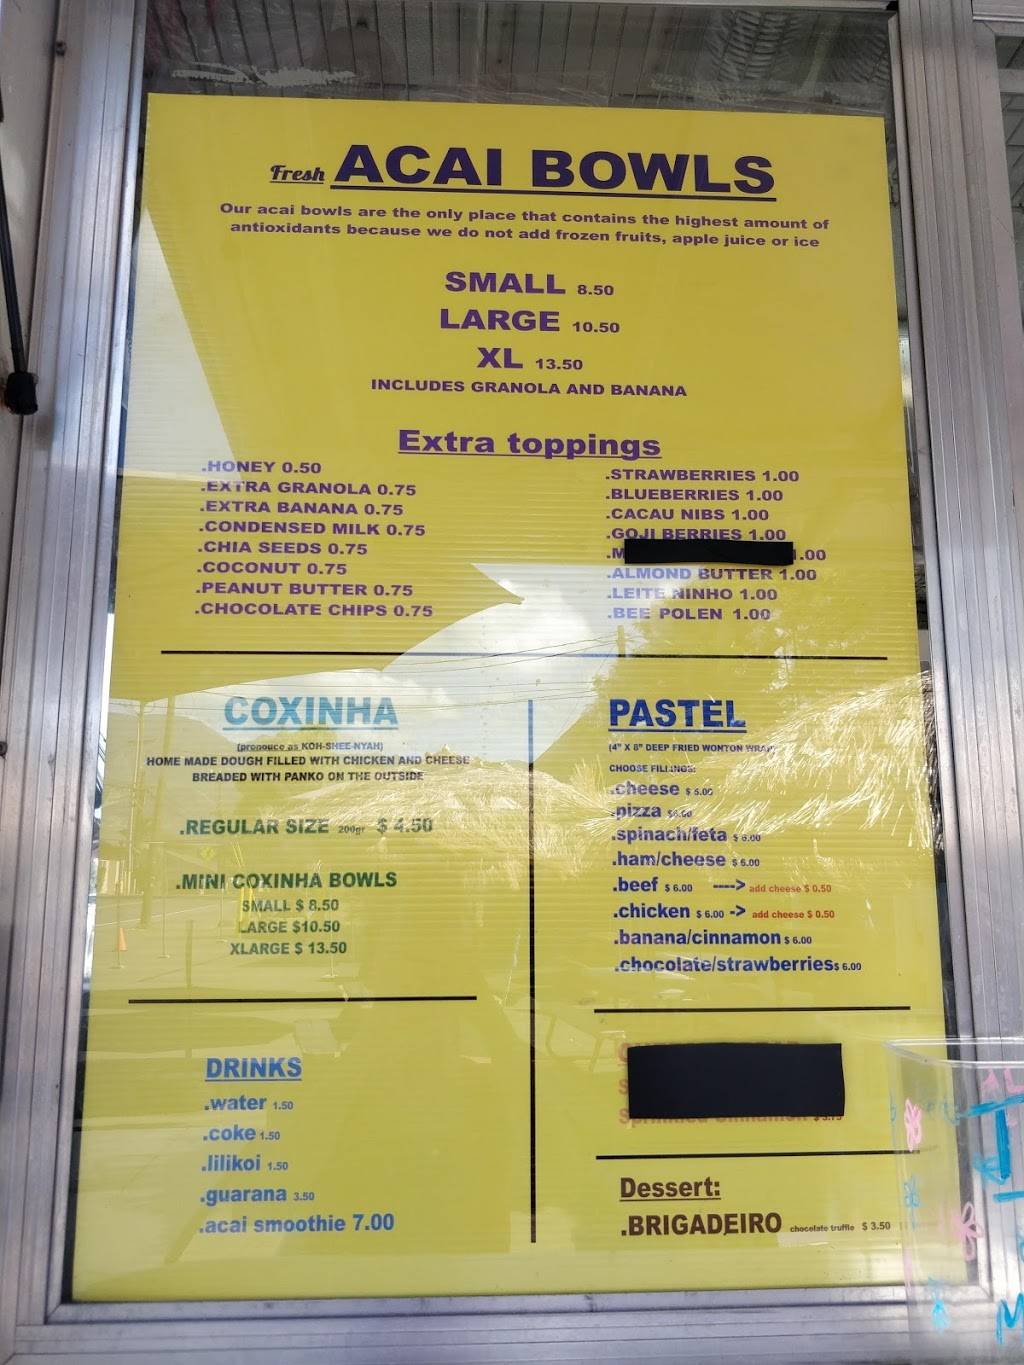 Fresh ACAI BOWLS
Our acai bowls are the only place that contains the highest amount of
antioxidants because we do not add frozen fruits, apple juice or ice
SMALL 8.50
LARGE 10.50
XL 13.50
INCLUDES GRANOLA AND BANANA
Extra toppings
.HONEY 0.50
.EXTRA GRANOLA 0.75
.EXTRA BANANA 0.75
.CONDENSED MILK 0.75
.CHIA SEEDS 0.75
.COCONUT 0.75
.PEANUT BUTTER 0.75
.CHOCOLATE CHIPS 0.75
.STRAWBERRIES 1.00
.BLUEBERRIES 1.00
.CACAU NIBS 1.00
.GOJI BERRIES 1.00
1.00
.ALMOND BUTTER 1.00
.LEITE NINHO 1.00
.BEE POLEN 1.00
COXINHA
(pronouce as KOH-SHEE-NYAH)
HOME MADE DOUGH FILLED WITH CHICKEN AND CHEESE
BREADED WITH PANKO ON THE OUTSIDE
.REGULAR SIZE 200gr $ 4.50
.MINI COXINHA BOWLS
SMALL $ 8.50
LARGE $10.50
XLARGE $ 13.50
DRINKS
.water 1.50
.coke 1.50
.lilikoi 1.50
.guarana 3.50
.acai smoothie 7.00
PASTEL
(4" X 8" DEEP FRIED WONTON WRAP)
CHOOSE FILLINGS:
.cheese $ 6.00
.pizza $6.00
.spinach/feta $ 6.00
.ham/cheese $ 6.00
.beef $ 6.00 ----> add cheese $ 0.50
.chicken $ 6.00 -> add cheese $ 0.50
.banana/cinnamon $ 6.00
.chocolate/strawberries $ 6.00
Sprinkled Cinnamon $ 3.75
Dessert:
.BRIGADEIRO chocolate truffle $ 3.50